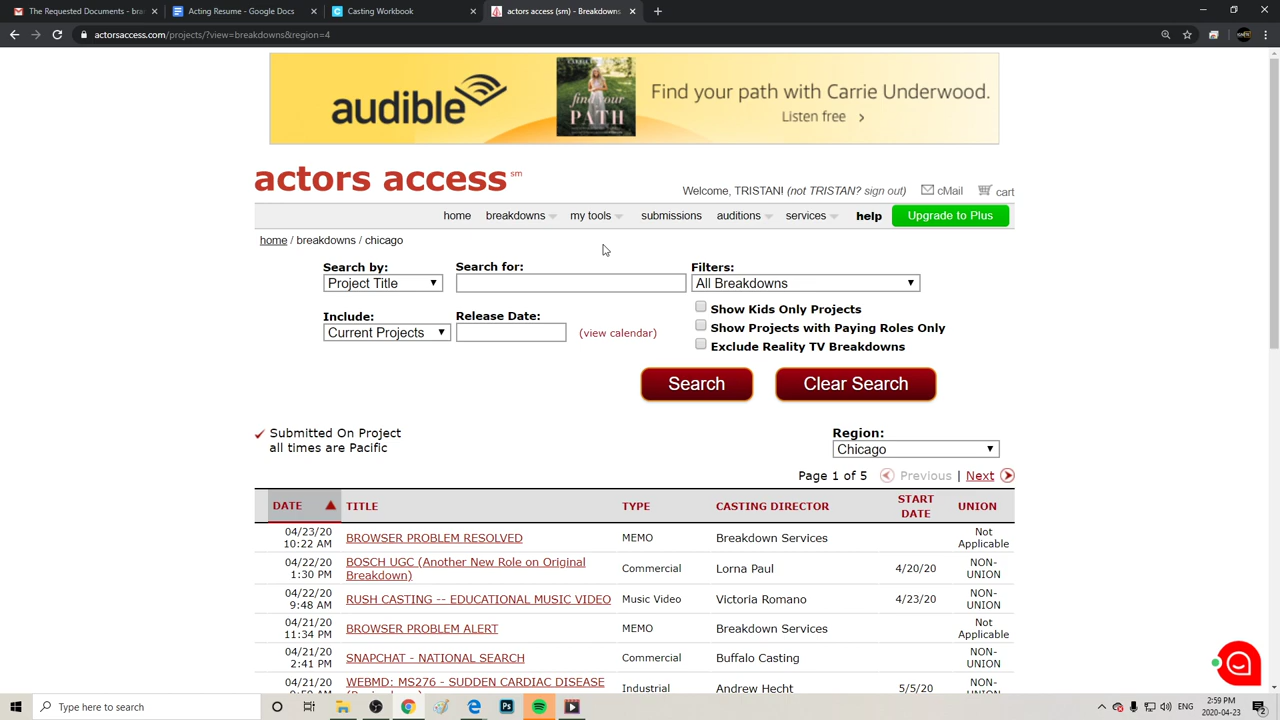 The Requested Documents - br
Acting Resume - Google Docs
Casting Workbook
actors access (sm) - Breakdowns
actorsaccess.com/projects/?view=breakdowns&region=4
audible
find your PATH
Find your path with Carrie Underwood.
Listen free >
actors access sm
Welcome, TRISTAN! (not TRISTAN? sign out) cMail cart
home breakdowns my tools submissions auditions services help Upgrade to Plus
home / breakdowns / chicago
Search by: Search for: Filters:
Project Title All Breakdowns
Show Kids Only Projects
Include: Release Date:
Show Projects with Paying Roles Only
Current Projects (view calendar)
Exclude Reality TV Breakdowns
Search Clear Search
Submitted On Project
all times are Pacific
Region:
Chicago
Page 1 of 5 Previous | Next
DATE TITLE TYPE CASTING DIRECTOR START DATE UNION
04/23/20 10:22 AM BROWSER PROBLEM RESOLVED MEMO Breakdown Services Not Applicable
04/22/20 1:30 PM BOSCH UGC (Another New Role on Original Breakdown) Commercial Lorna Paul 4/20/20 NON-UNION
04/22/20 9:48 AM RUSH CASTING -- EDUCATIONAL MUSIC VIDEO Music Video Victoria Romano 4/23/20 NON-UNION
04/21/20 11:34 PM BROWSER PROBLEM ALERT MEMO Breakdown Services Not Applicable
04/21/20 2:41 PM SNAPCHAT - NATIONAL SEARCH Commercial Buffalo Casting NON-UNION
04/21/20 WEBMD: MS276 - SUDDEN CARDIAC DISEASE Industrial Andrew Hecht 5/5/20 NON-
Type here to search
2:59 PM
2020-04-23